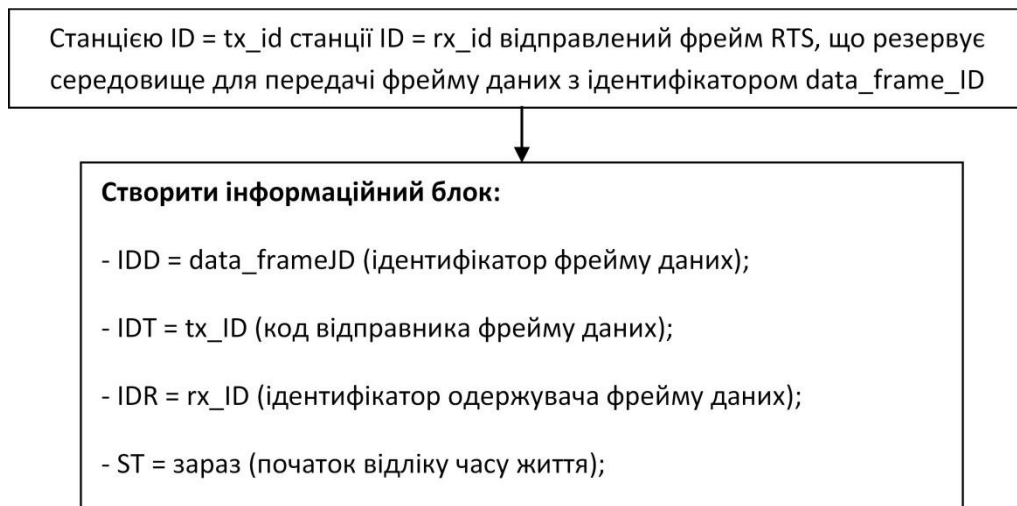 Станцією ID = tx_id станції ID = rx_id відправлений фрейм RTS, що резервує
середовище для передачі фрейму даних з ідентифікатором data_frame_ID
Створити інформаційний блок:
- IDD = data_frameJD (ідентифікатор фрейму даних);
- IDT = tx_ID (код відправника фрейму даних);
- IDR = rx_ID (ідентифікатор одержувача фрейму даних);
- ST = зараз (початок відліку часу життя);